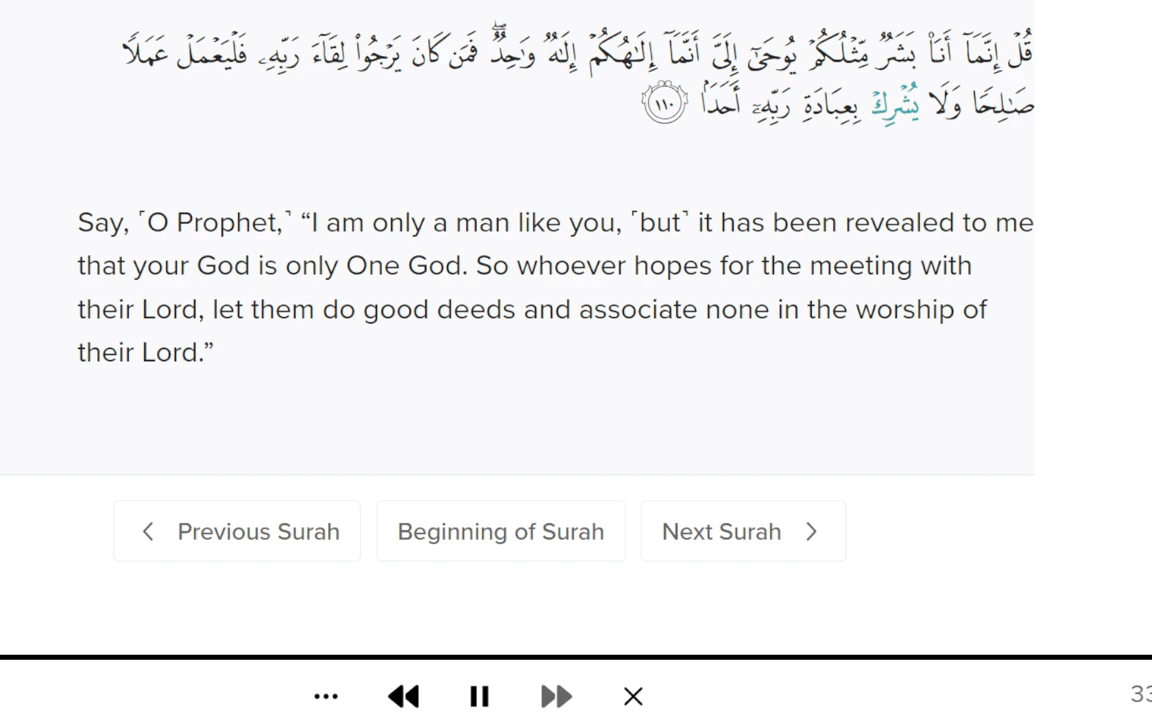 قُلْ إِنَّمَآ أَنَا۠ بَشَرٌ مِّثْلُكُمْ يُوحَىٰٓ إِلَىَّ أَنَّمَآ إِلَـٰهُكُمْ إِلَـٰهٌ وَٰحِدٌ ۖ فَمَن كَانَ يَرْجُوا۟ لِقَآءَ رَبِّهِۦ فَلْيَعْمَلْ عَمَلًا
صَـٰلِحًا وَلَا يُشْرِكْ بِعِبَادَةِ رَبِّهِۦٓ أَحَدًۢا ١١٠
Say, ˹O Prophet,˺ “I am only a man like you, ˹but˺ it has been revealed to me
that your God is only One God. So whoever hopes for the meeting with
their Lord, let them do good deeds and associate none in the worship of
their Lord.”
Previous Surah Beginning of Surah Next Surah